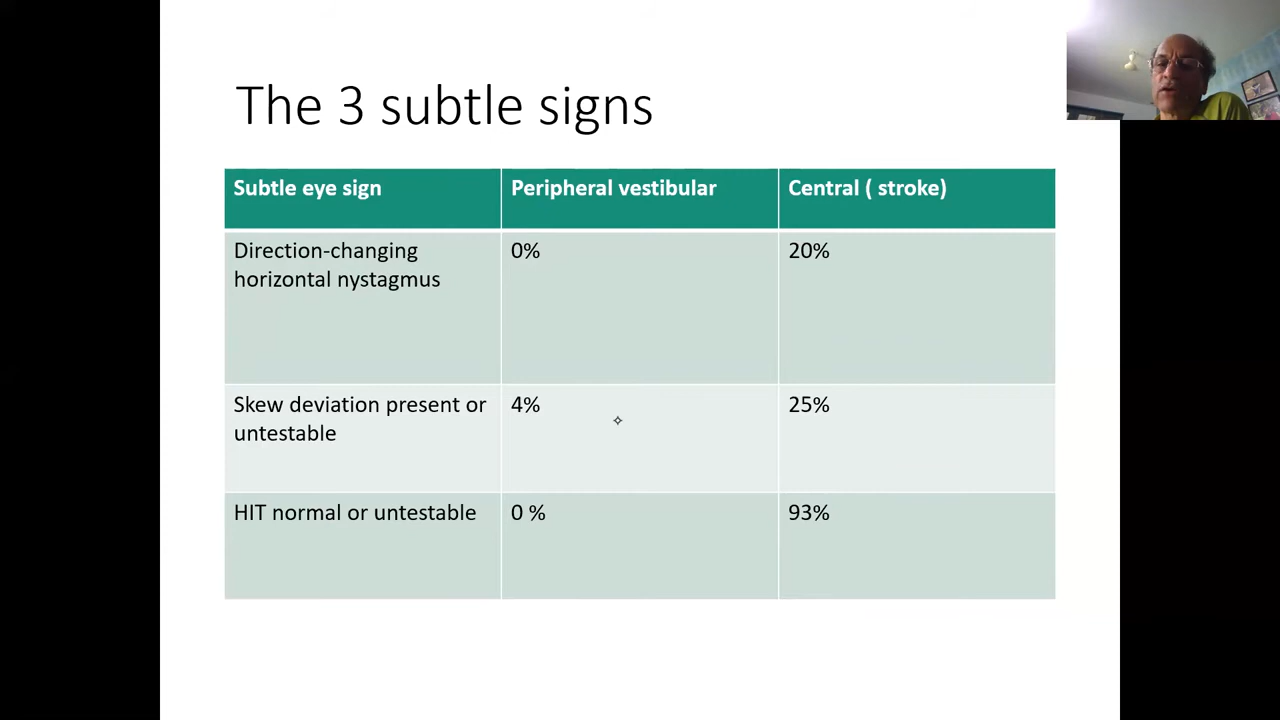 The 3 subtle signs
Subtle eye sign
Peripheral vestibular
Central ( stroke)
Direction-changing
horizontal nystagmus
0%
20%
Skew deviation present or
untestable
4%
25%
HIT normal or untestable
0 %
93%